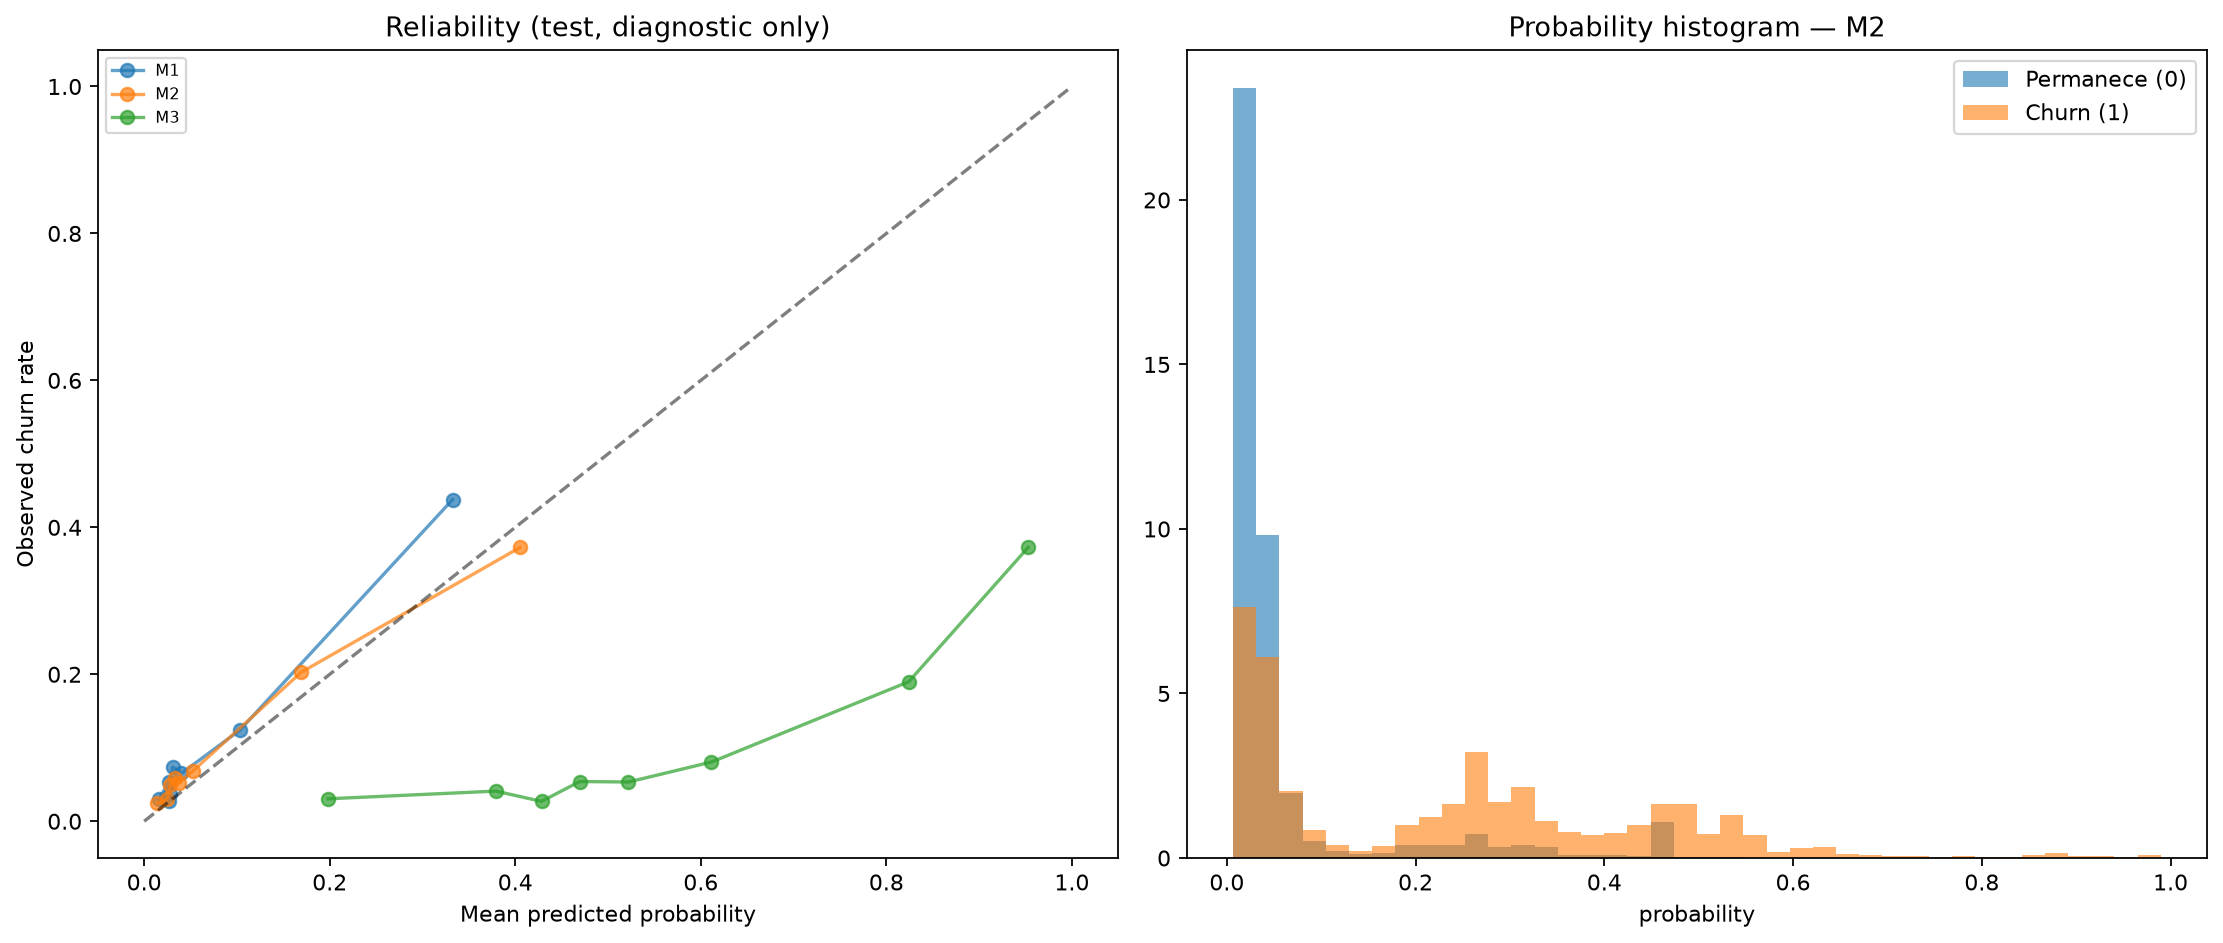 Reliability (test, diagnostic only)
M1
M2
M3
1.0
0.8
0.6
0.4
0.2
0.0
Observed churn rate
0.0 0.2 0.4 0.6 0.8 1.0
Mean predicted probability
Probability histogram — M2
Permanece (0)
Churn (1)
20
15
10
5
0
0.0 0.2 0.4 0.6 0.8 1.0
probability